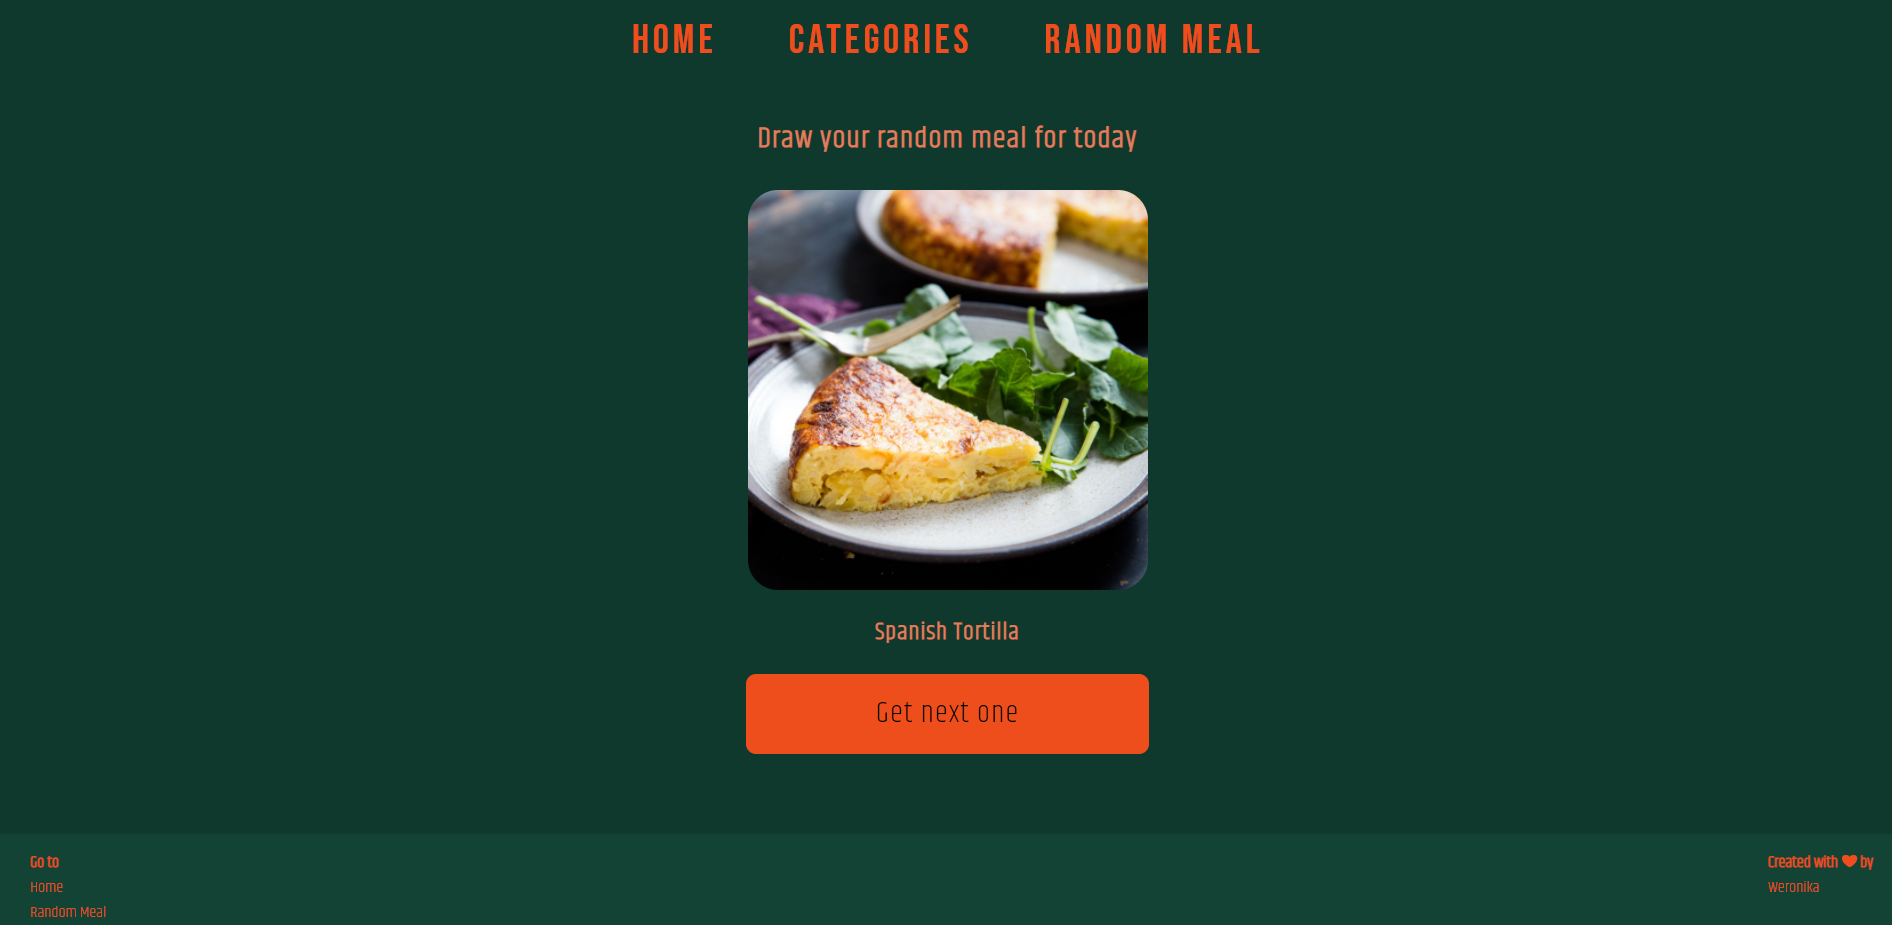 HOME CATEGORIES RANDOM MEAL
Draw your random meal for today
Spanish Tortilla
Get next one
Go to
Home
Random Meal
Created with ❤ by
Weronika